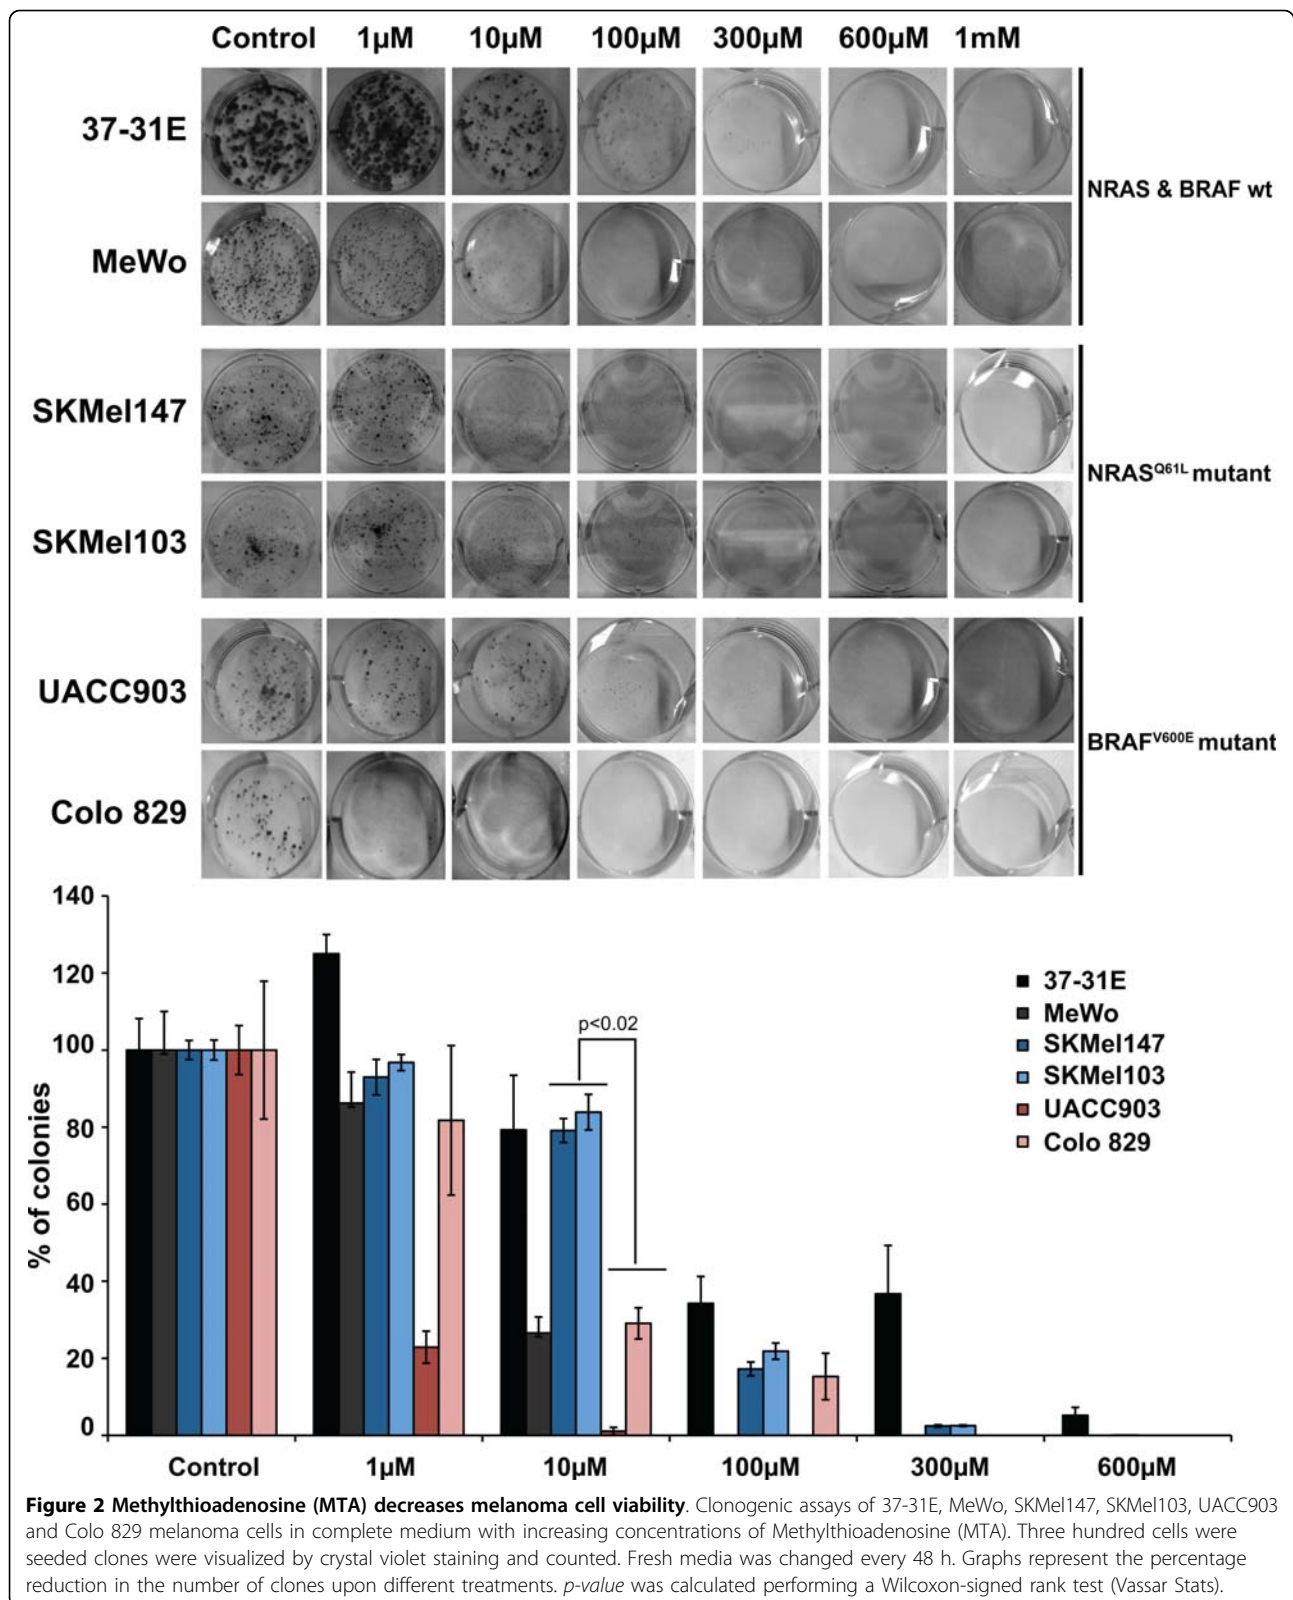 Control 1µM 10µM 100µM 300µM 600µM 1mM
37-31E
NRAS & BRAF wt
MeWo
SKMel147
NRASQ61L mutant
SKMel103
UACC903
BRAFV600E mutant
Colo 829
140
120
100
80
60
40
20
0
% of colonies
p<0.02
37-31E
MeWo
SKMel147
SKMel103
UACC903
Colo 829
Control 1µM 10µM 100µM 300µM 600µM
Figure 2 Methylthioadenosine (MTA) decreases melanoma cell viability. Clonogenic assays of 37-31E, MeWo, SKMel147, SKMel103, UACC903
and Colo 829 melanoma cells in complete medium with increasing concentrations of Methylthioadenosine (MTA). Three hundred cells were
seeded clones were visualized by crystal violet staining and counted. Fresh media was changed every 48 h. Graphs represent the percentage
reduction in the number of clones upon different treatments. p-value was calculated performing a Wilcoxon-signed rank test (Vassar Stats).